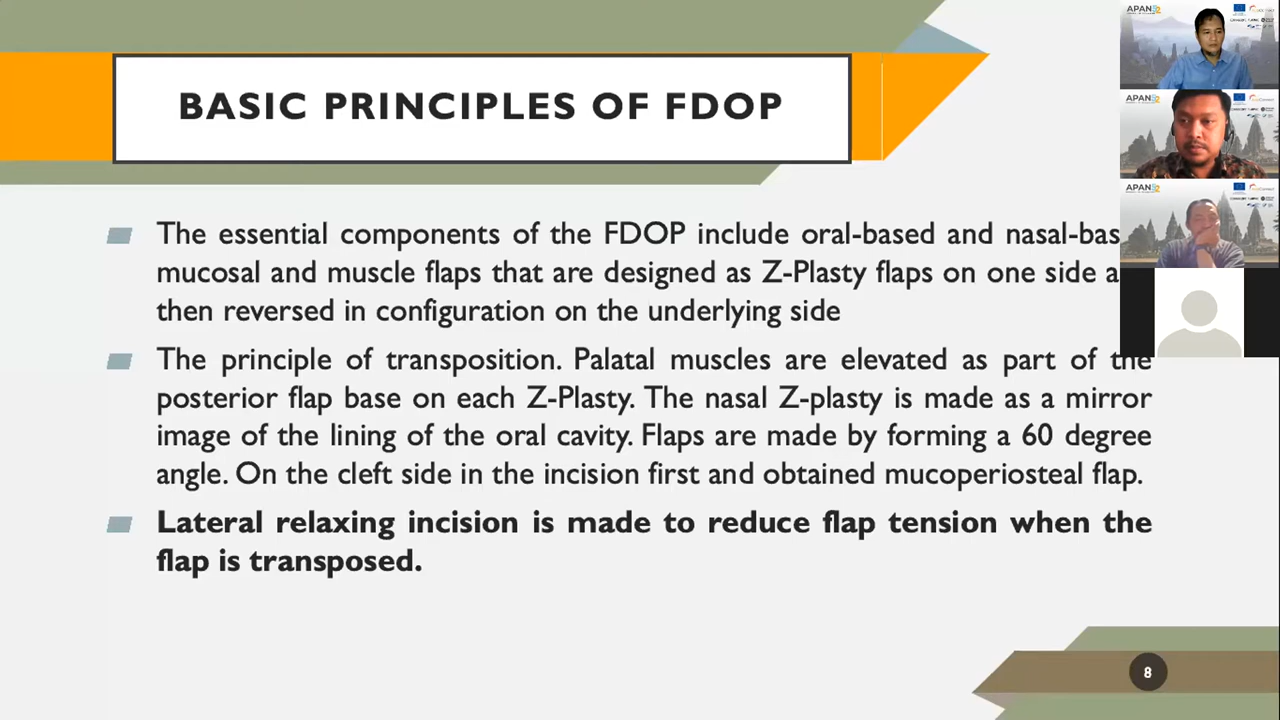 BASIC PRINCIPLES OF FDOP
The essential components of the FDOP include oral-based and
mucosal and muscle flaps that are designed as Z-Plasty flaps on one side
then reversed in configuration on the underlying side
The principle of transposition. Palatal muscles are elevated as part of the
posterior flap base on each Z-Plasty. The nasal Z-plasty is made as a mirror
image of the lining of the oral cavity. Flaps are made by forming a 60 degree
angle. On the cleft side in the incision first and obtained mucoperiosteal flap.
Lateral relaxing incision is made to reduce flap tension when the
flap is transposed.
8
APAN52
APAN52
APAN52